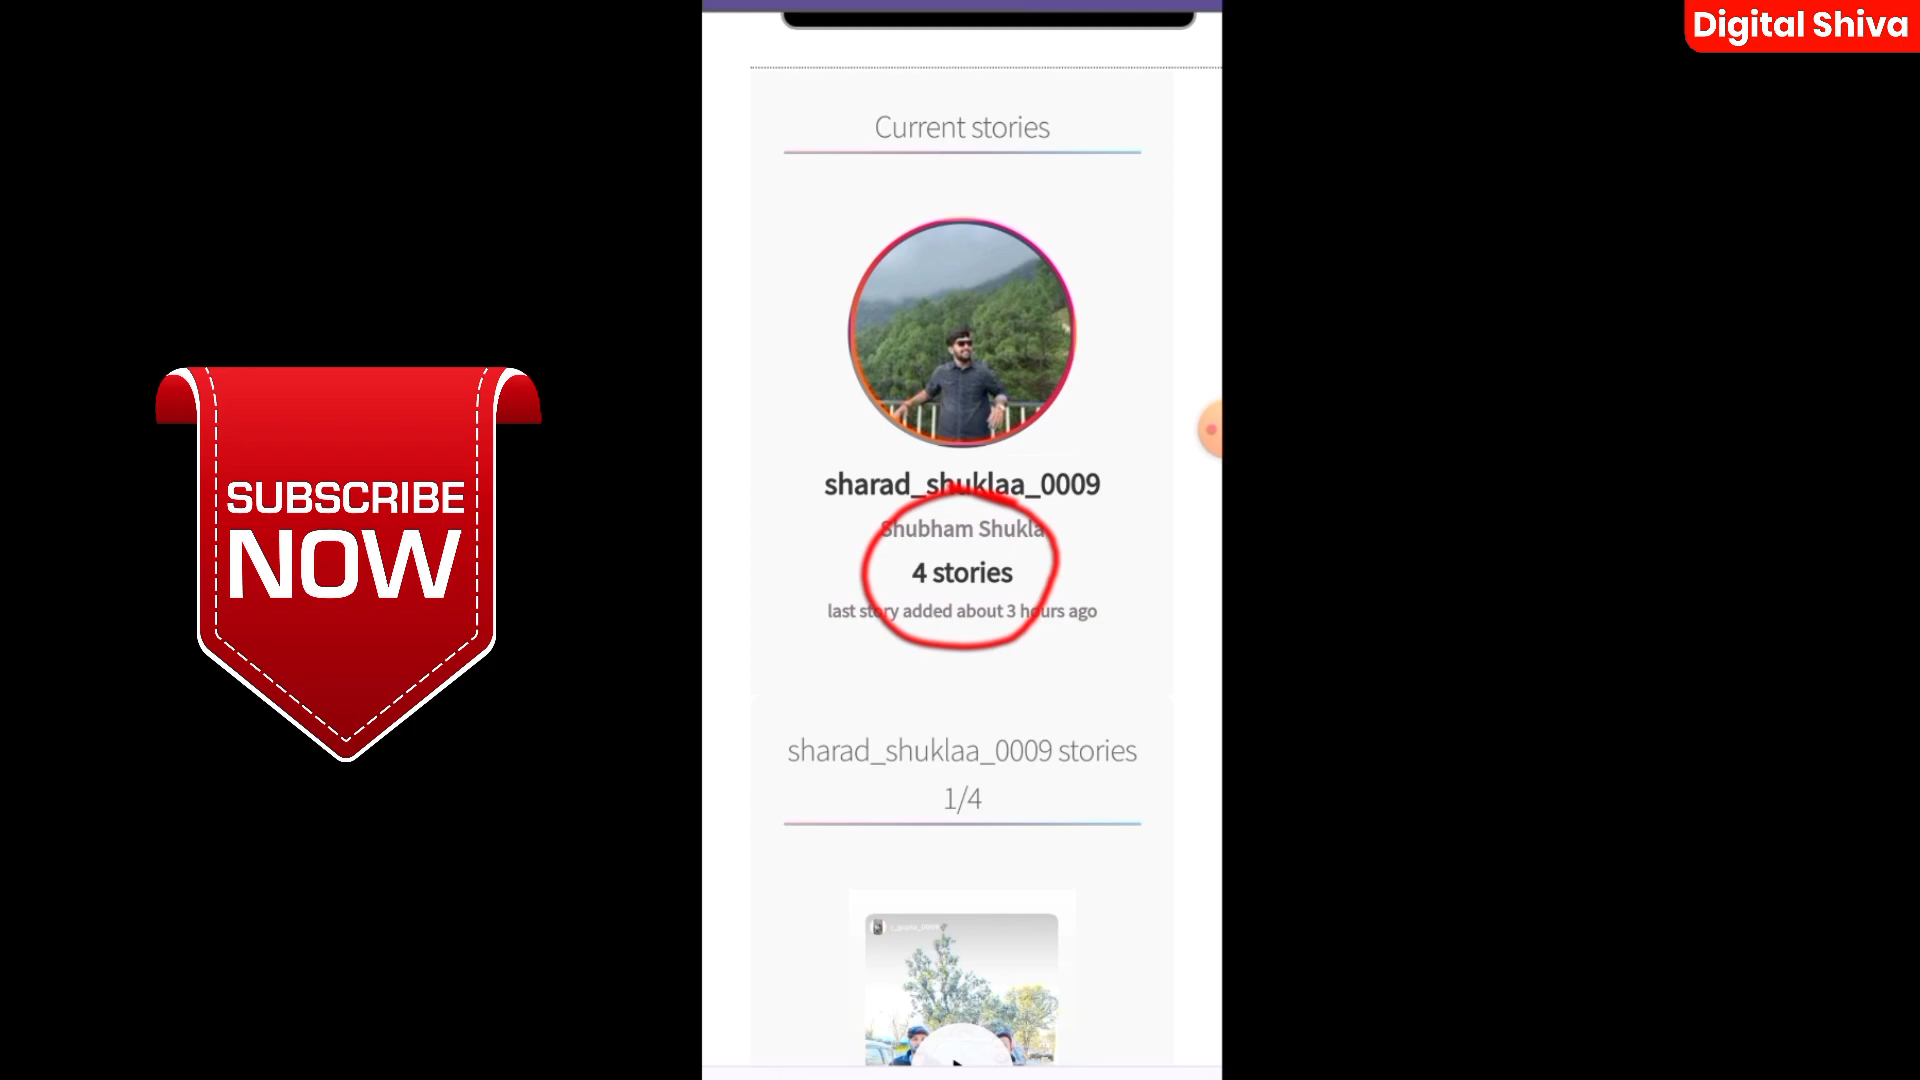 Digital Shiva
Current stories
sharad_shuklaa_0009
Shubham Shukla
4 stories
last story added about 3 hours ago
SUBSCRIBE
NOW
sharad_shuklaa_0009 stories
1/4